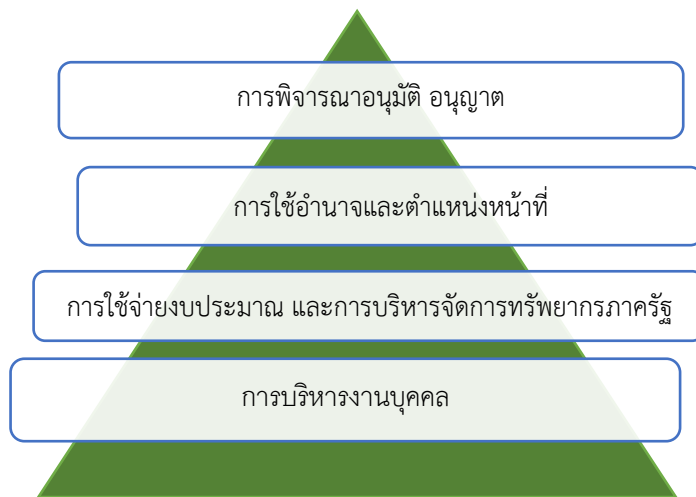 การพิจารณาอนุมัติ อนุญาต
การใช้อำนาจและตำแหน่งหน้าที่
การใช้จ่ายงบประมาณ และการบริหารจัดการทรัพยากรภาครัฐ
การบริหารงานบุคคล